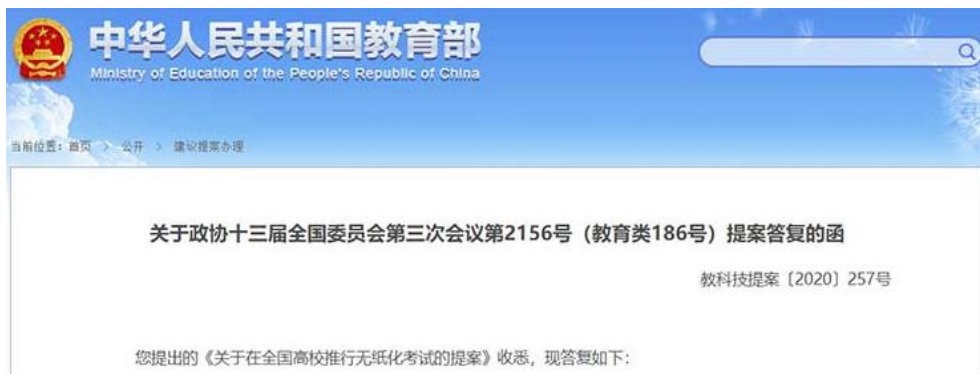 中华人民共和国教育部
Ministry of Education of the People's Republic of China
当前位置：首页 > 公开 > 建议提案办理
关于政协十三届全国委员会第三次会议第2156号（教育类186号）提案答复的函
教科技提案〔2020〕257号
您提出的《关于在全国高校推行无纸化考试的提案》收悉，现答复如下：